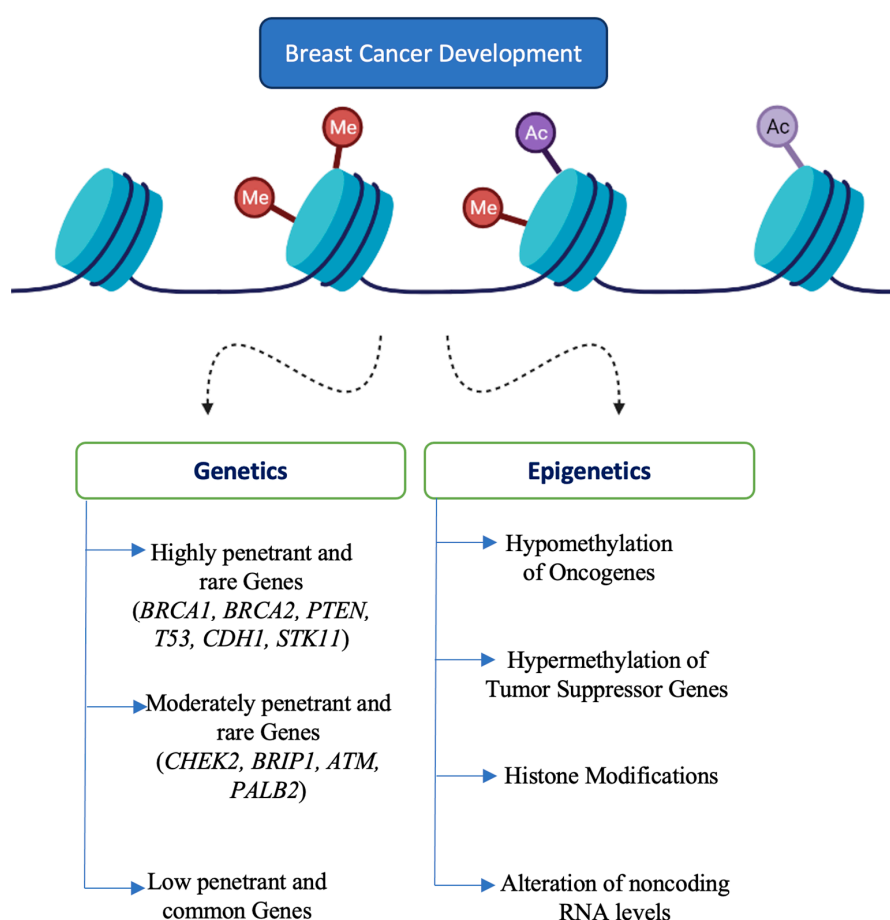 Breast Cancer Development
Me
Me
Ac
Me
Ac
Genetics
Highly penetrant and
rare Genes
(BRCA1, BRCA2, PTEN,
T53, CDH1, STK11)
Moderately penetrant and
rare Genes
(CHEK2, BRIP1, ATM,
PALB2)
Low penetrant and
common Genes
Epigenetics
Hypomethylation
of Oncogenes
Hypermethylation of
Tumor Suppressor Genes
Histone Modifications
Alteration of noncoding
RNA levels